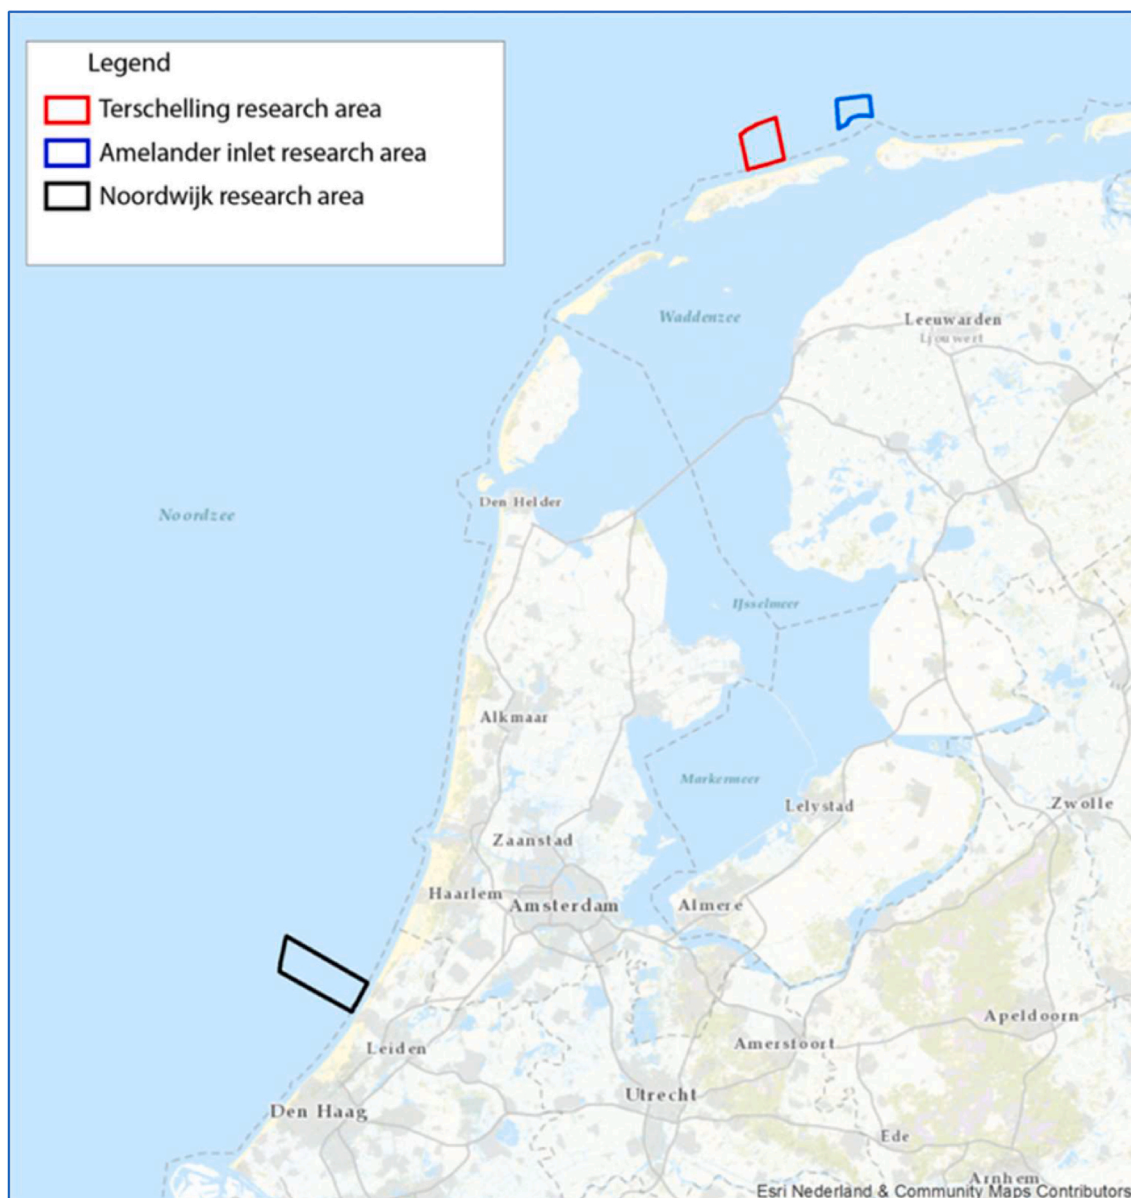 Legend
Terschelling research area
Amelander inlet research area
Noordwijk research area
Waddenzee
Leeuwarden
Ljouwert
Noordzee
Den Helder
IJsselmeer
Alkmaar
Markermeer
Lelystad
Zwolle
Zaanstad
Haarlem
Amsterdam
Almere
Apeldoorn
Leiden
Amersfoort
Utrecht
Den Haag
Ede
Arnhem
Esri Nederland & Community Maps Contributors